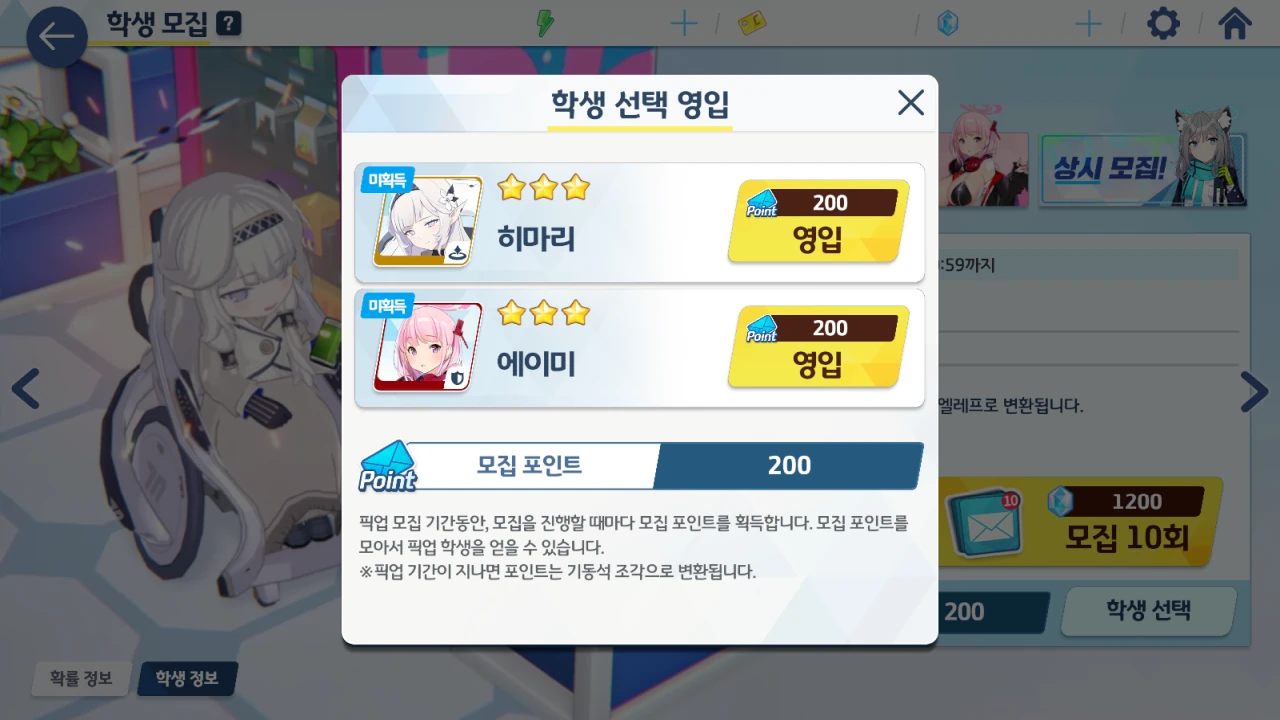 학생 모집 ?
학생 선택 영입
미획득
히마리
200
Point
영입
미획득
에이미
200
Point
영입
Point
모집 포인트
200
픽업 모집 기간동안, 모집을 진행할 때마다 모집 포인트를 획득합니다. 모집 포인트를
모아서 픽업 학생을 얻을 수 있습니다.
※픽업 기간이 지나면 포인트는 기동석 조각으로 변환됩니다.
상시 모집!
:59까지
엘레프로 변환됩니다.
10
1200
모집 10회
200
학생 선택
확률 정보
학생 정보